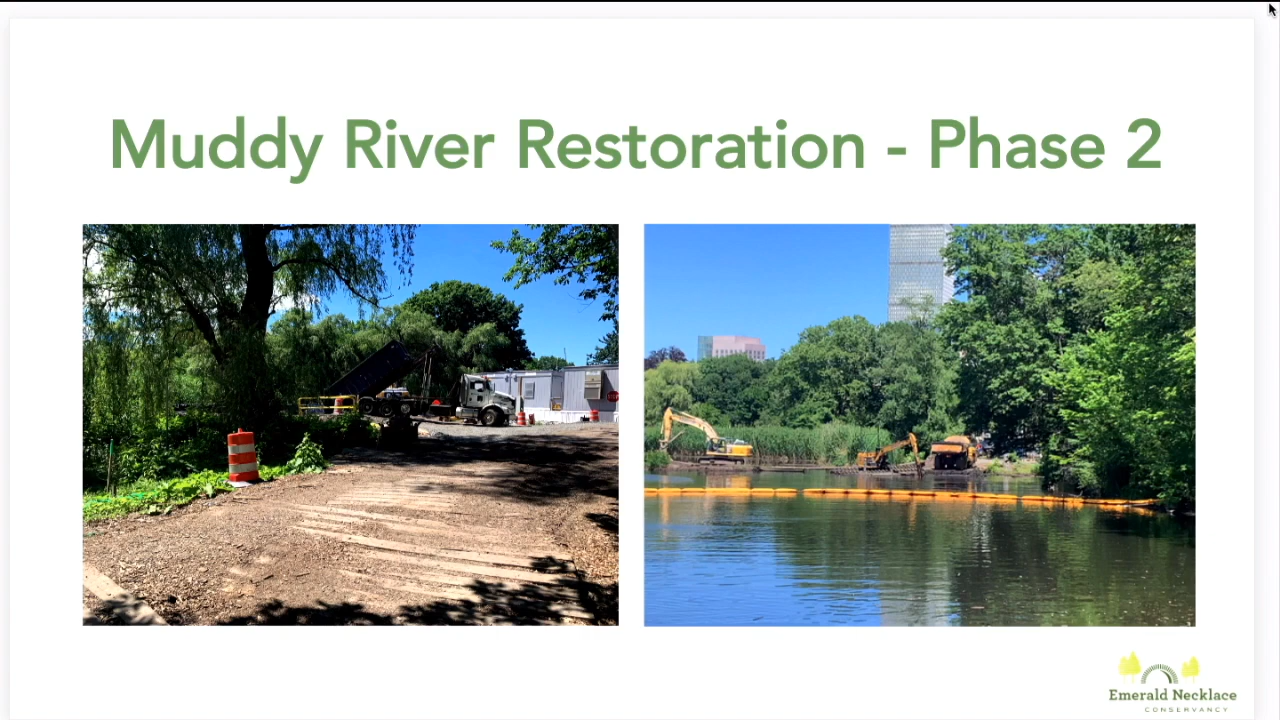 Muddy River Restoration - Phase 2
Emerald Necklace
CONSERVANCY